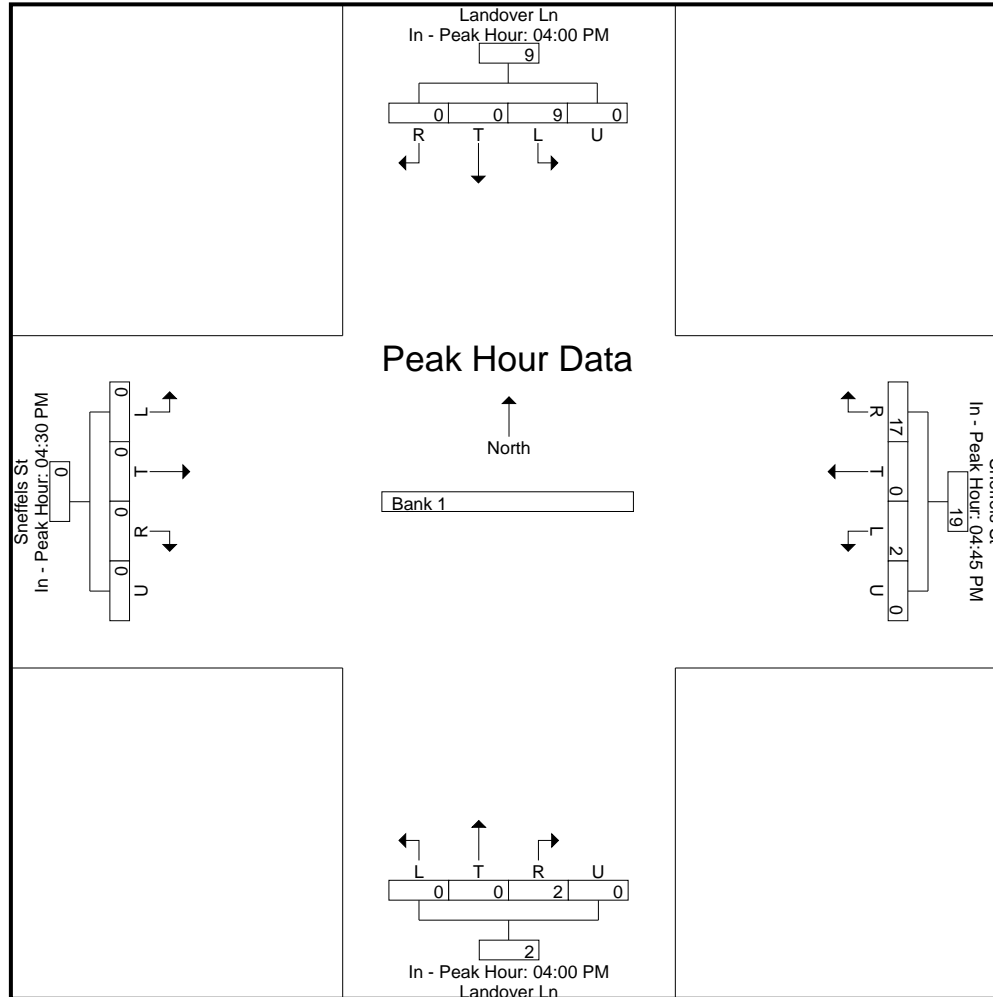 Landover Ln
In - Peak Hour: 04:00 PM
9
0 0 9 0
R T L U
Peak Hour Data
North
Bank 1
Sneffels St
In - Peak Hour: 04:30 PM
0
0 0 0 0
L T R U
In - Peak Hour: 04:45 PM
19
17 0 2 0
R T L U
L T R U
0 0 2 0
2
In - Peak Hour: 04:00 PM
Landover Ln